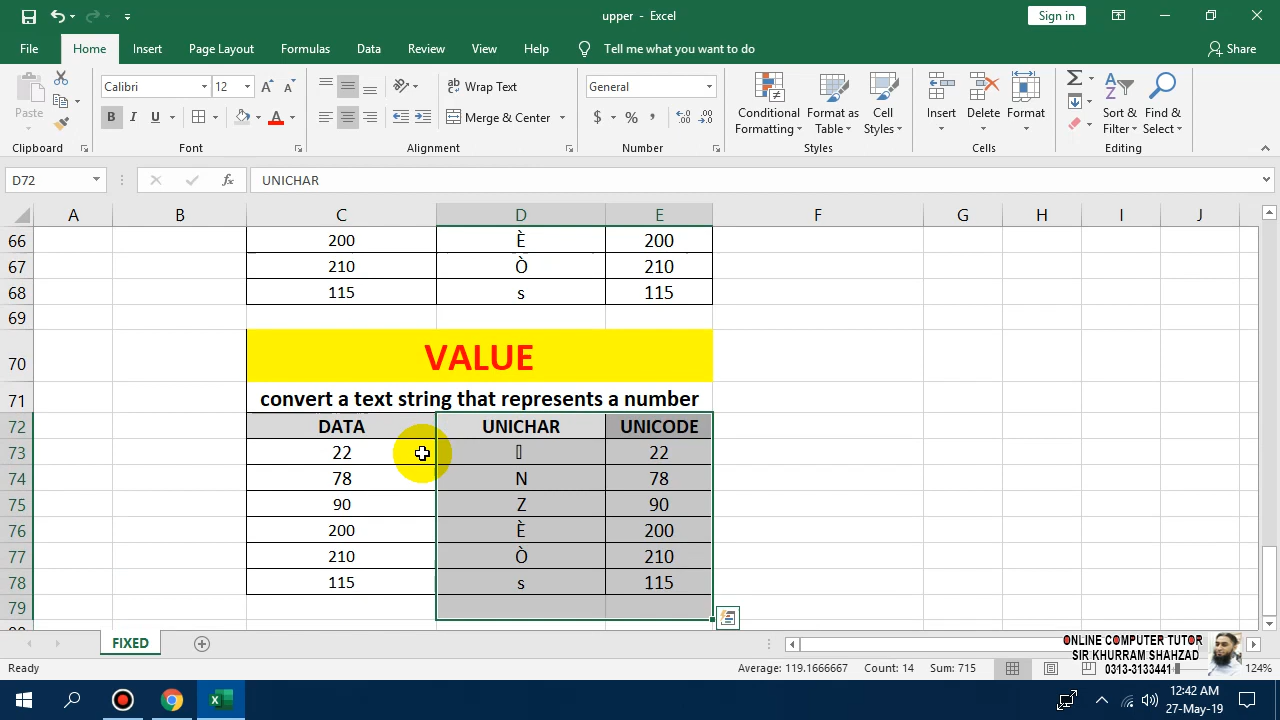 upper - Excel
Sign in
File Home Insert Page Layout Formulas Data Review View Help Tell me what you want to do Share
Paste
Calibri 12
B I U A
Wrap Text
Merge & Center
General
$ % ,
Conditional Formatting
Format as Table
Cell Styles
Insert Delete Format
Sort & Filter
Find & Select
Clipboard Font Alignment Number Styles Cells Editing
D72 fx UNICHAR
A B C D E F G H I J
66 200 È 200
67 210 Ò 210
68 115 s 115
69
70 VALUE
71 convert a text string that represents a number
72 DATA UNICHAR UNICODE
73 22 22
74 78 N 78
75 90 Z 90
76 200 È 200
77 210 Ò 210
78 115 s 115
79
FIXED
ONLINE COMPUTER TUTOR
SIR KHURRAM SHAHZAD
0313-3133441
Ready Average: 119.1666667 Count: 14 Sum: 715 124%
12:42 AM
27-May-19